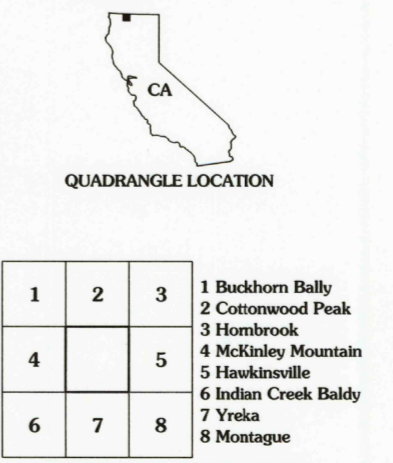 CA
QUADRANGLE LOCATION
1 2 3
4 5
6 7 8
1 Buckhorn Bally
2 Cottonwood Peak
3 Hornbrook
4 McKinley Mountain
5 Hawkinsville
6 Indian Creek Baldy
7 Yreka
8 Montague